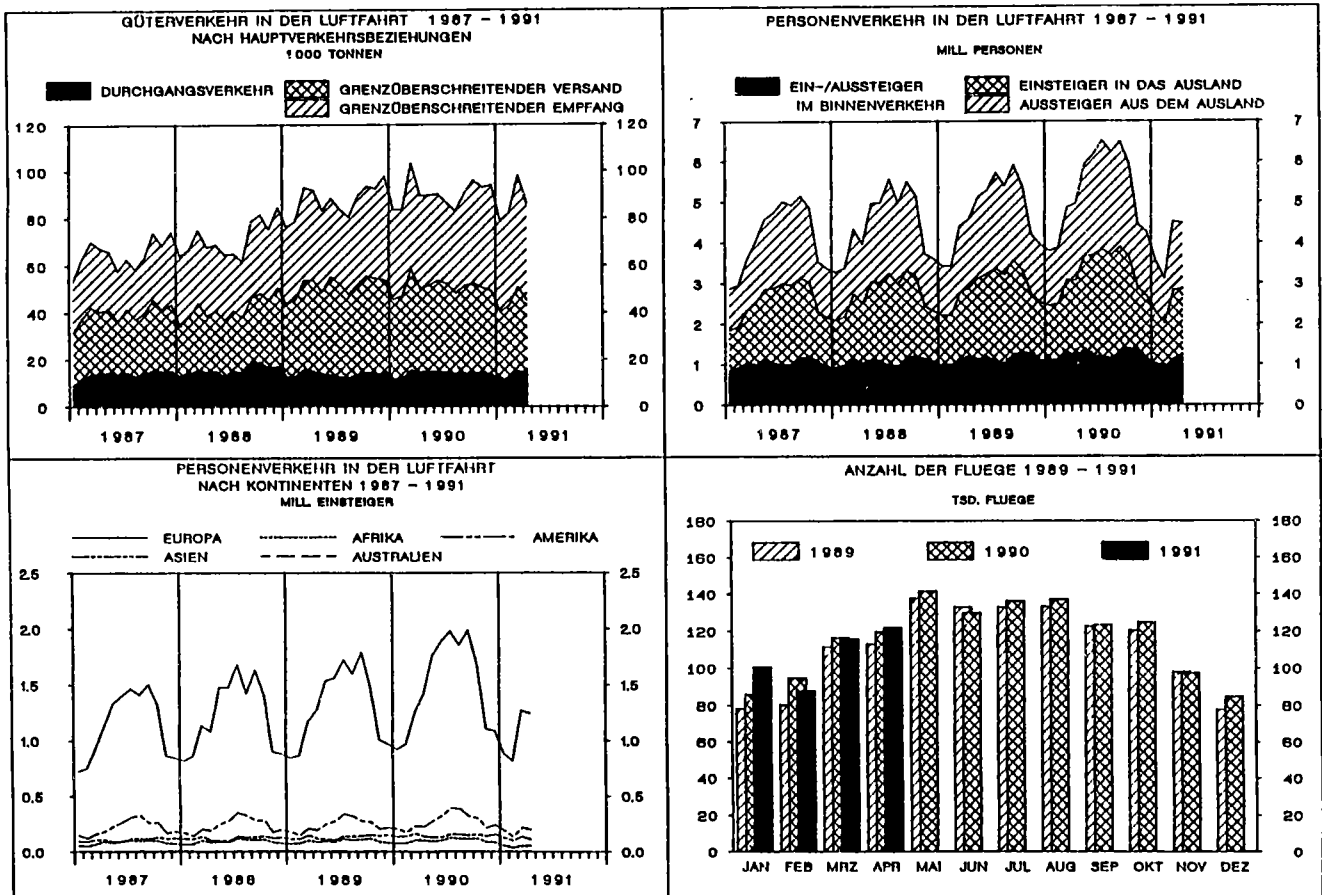 GÜTERVERKEHR IN DER LUFTFAHRT 1987 – 1991
NACH HAUPTVERKEHRSBEZIEHUNGEN
1000 TONNEN
DURCHGANGSVERKEHR
GRENZÜBERSCHREITENDER VERSAND
GRENZÜBERSCHREITENDER EMPFANG
120 120
100 100
80 80
60 60
40 40
20 20
0 0
1987 1988 1989 1990 1991
PERSONENVERKEHR IN DER LUFTFAHRT 1987 – 1991
MILL. PERSONEN
EIN-/AUSSTEIGER
IM BINNENVERKEHR
EINSTEIGER IN DAS AUSLAND
AUSSTEIGER AUS DEM AUSLAND
7 7
6 6
5 5
4 4
3 3
2 2
1 1
0 0
1987 1988 1989 1990 1991
PERSONENVERKEHR IN DER LUFTFAHRT
NACH KONTINENTEN 1987 – 1991
MILL. EINSTEIGER
EUROPA AFRIKA AMERIKA
ASIEN AUSTRALIEN
2.5 2.5
2.0 2.0
1.5 1.5
1.0 1.0
0.5 0.5
0.0 0.0
1987 1988 1989 1990 1991
ANZAHL DER FLUEGE 1989 – 1991
TSD. FLUEGE
1989 1990 1991
180 180
160 160
140 140
120 120
100 100
80 80
60 60
40 40
20 20
0 0
JAN FEB MRZ APR MAI JUN JUL AUG SEP OKT NOV DEZ